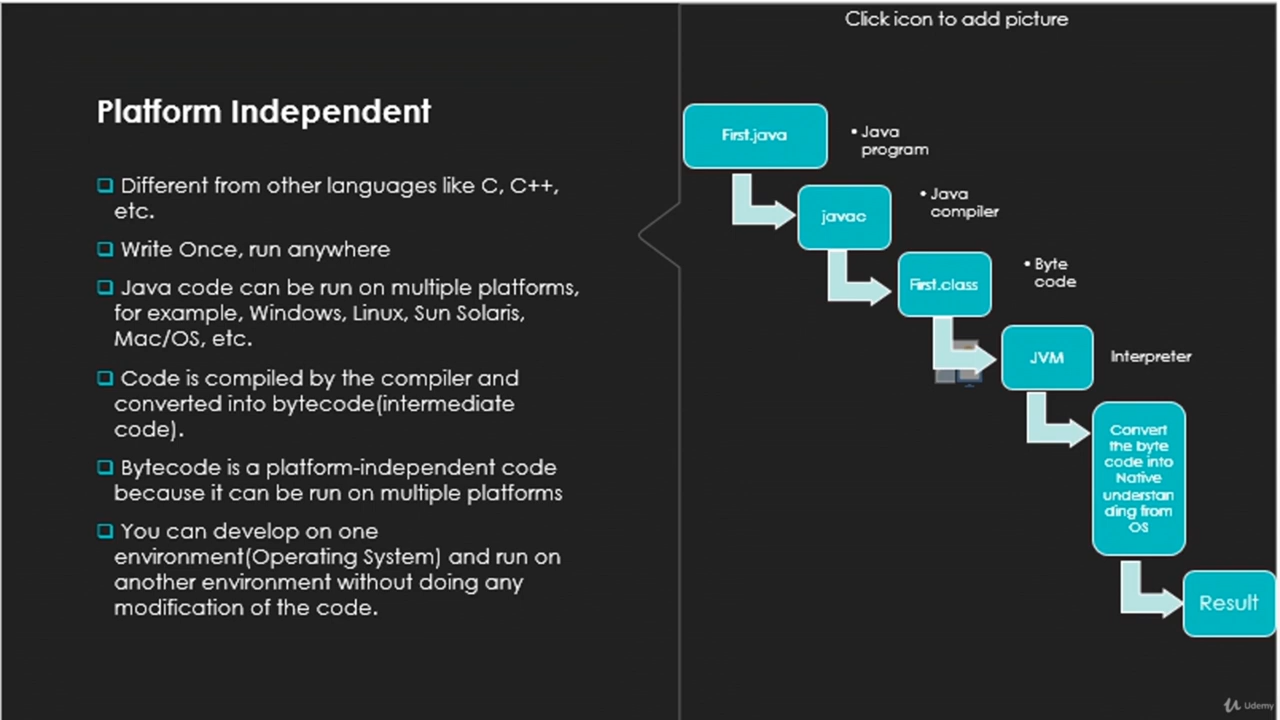 Click icon to add picture
Platform Independent
Different from other languages like C, C++,
etc.
Write Once, run anywhere
Java code can be run on multiple platforms,
for example, Windows, Linux, Sun Solaris,
Mac/OS, etc.
Code is compiled by the compiler and
converted into bytecode(intermediate
code).
Bytecode is a platform-independent code
because it can be run on multiple platforms
You can develop on one
environment(Operating System) and run on
another environment without doing any
modification of the code.
First.java
• Java
program
javac
• Java
compiler
First.class
• Byte
code
JVM
Interpreter
Convert
the byte
code into
Native
understan
ding from
OS
Result
Udemy